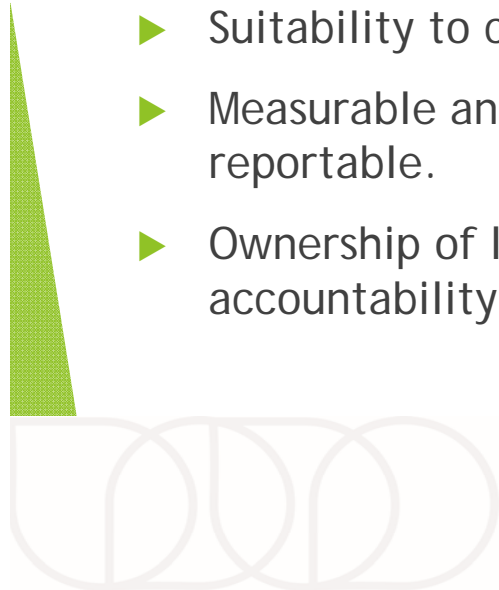 Suitability to
Measurable an
reportable.
Ownership of
accountability